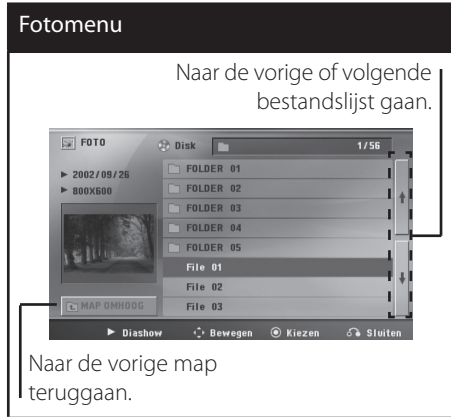 Fotomenu
Naar de vorige of volgende
bestandslijst gaan.
FOTO
Disk
1/56
2002/09/26
800X600
FOLDER 01
FOLDER 02
FOLDER 03
FOLDER 04
FOLDER 05
File 01
File 02
File 03
MAP OMHOOG
Diashow Bewegen Kiezen Sluiten
Naar de vorige map
teruggaan.